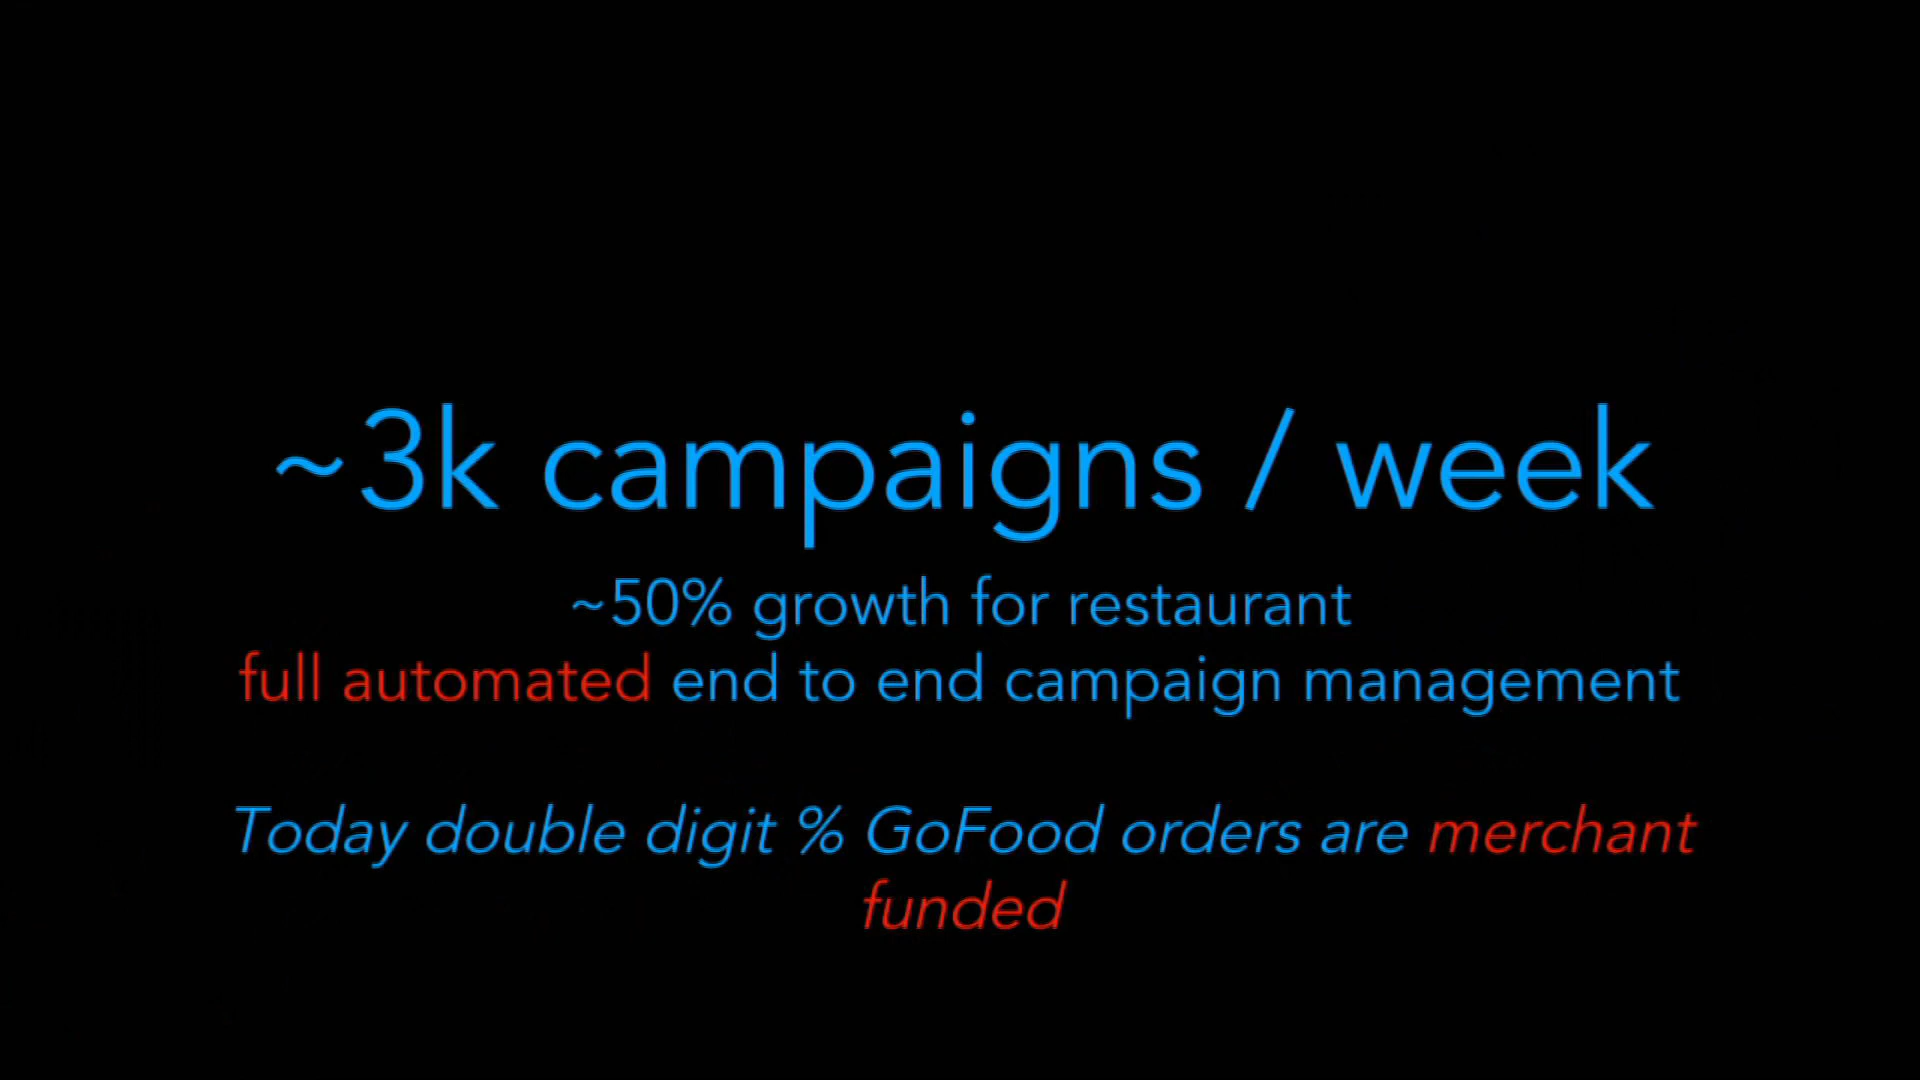 ~3k campaigns / week
~50% growth for restaurant
full automated end to end campaign management
Today double digit % GoFood orders are merchant
funded